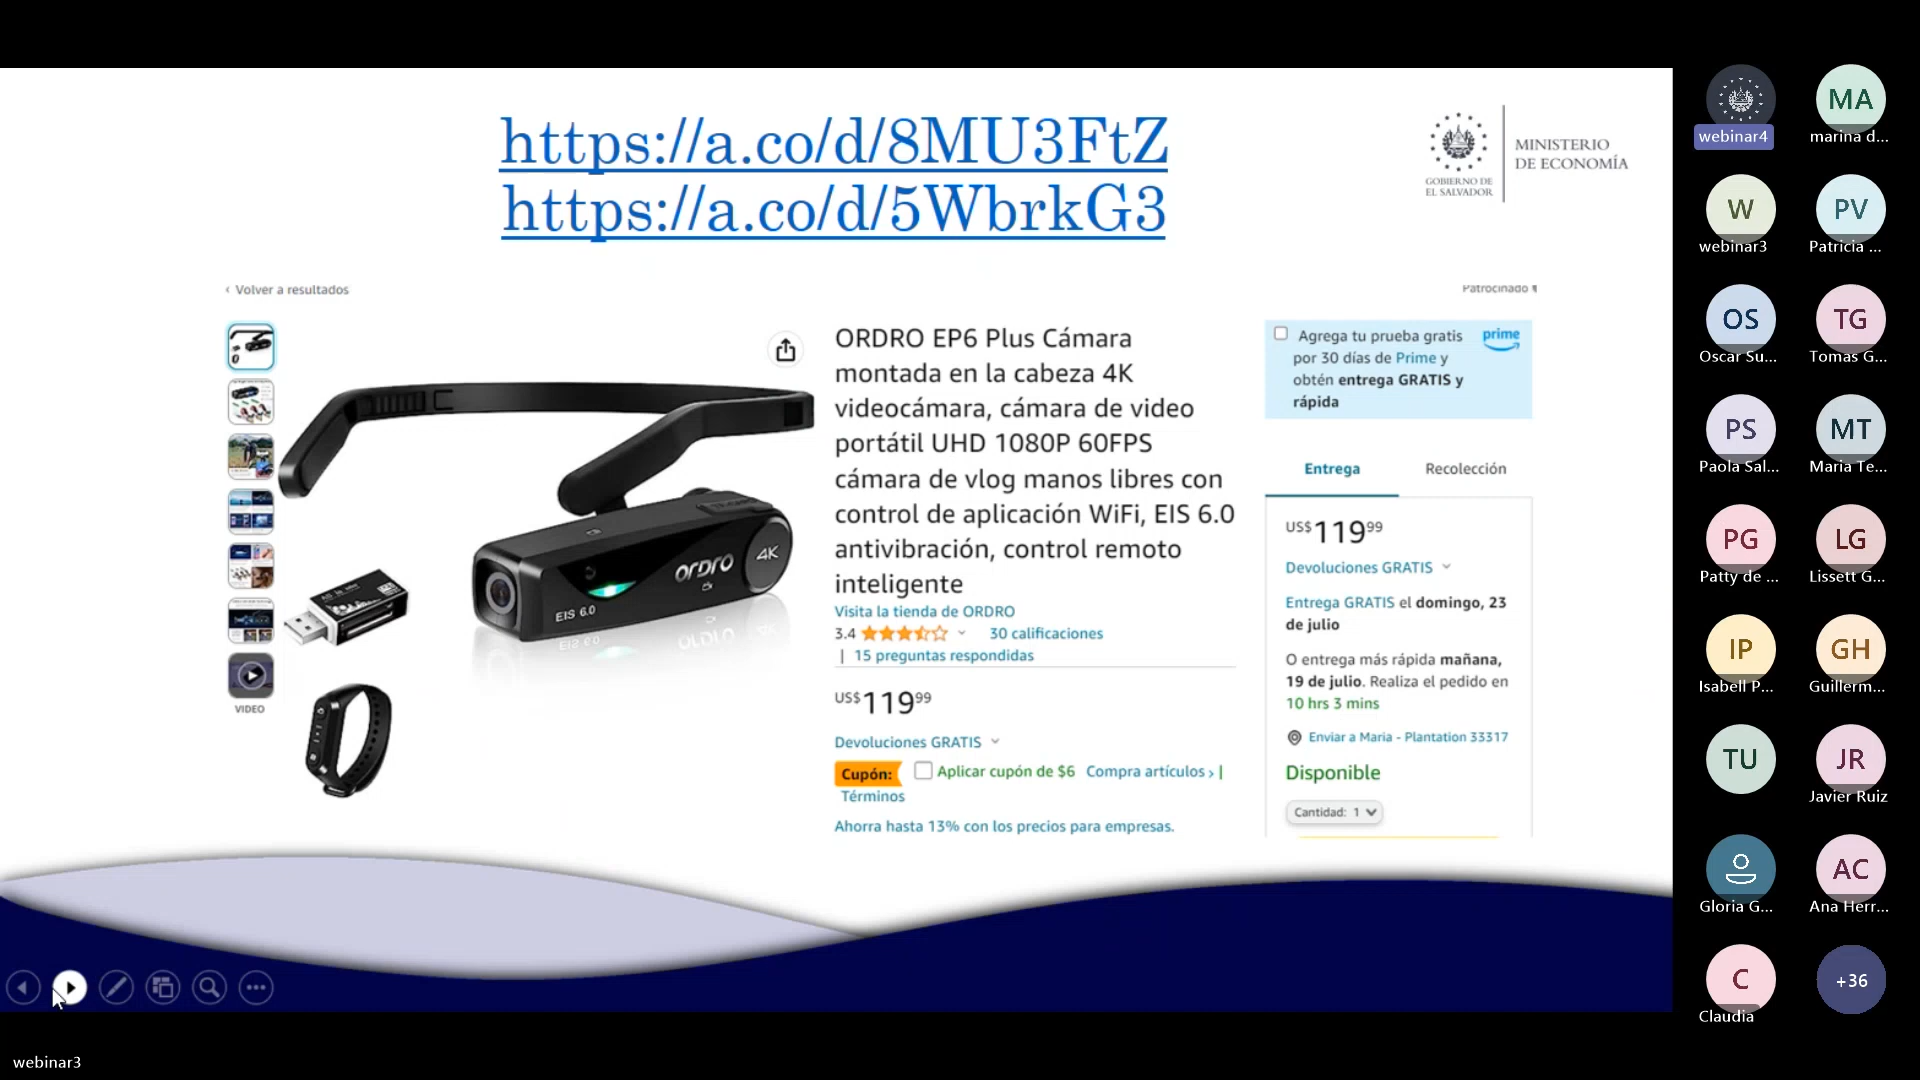 https://a.co/d/8MU3FtZ
https://a.co/d/5WbrkG3
GOBIERNO DE
EL SALVADOR
MINISTERIO
DE ECONOMÍA
‹ Volver a resultados
Patrocinado
ORDRO EP6 Plus Cámara
montada en la cabeza 4K
videocámara, cámara de video
portátil UHD 1080P 60FPS
cámara de vlog manos libres con
control de aplicación WiFi, EIS 6.0
antivibración, control remoto
inteligente
Visita la tienda de ORDRO
3.4
30 calificaciones
| 15 preguntas respondidas
US$119⁹⁹
Devoluciones GRATIS
Cupón: Aplicar cupón de $6 Compra artículos › |
Términos
Ahorra hasta 13% con los precios para empresas.
ORDRO
4K
EIS 6.0
VIDEO
Agrega tu prueba gratis
por 30 días de Prime y
obtén entrega GRATIS y
rápida
prime
Entrega
Recolección
US$119⁹⁹
Devoluciones GRATIS
Entrega GRATIS el domingo, 23
de julio
O entrega más rápida mañana,
19 de julio. Realiza el pedido en
10 hrs 3 mins
Enviar a Maria - Plantation 33317
Disponible
Cantidad: 1
webinar4
MA
marina d...
W
webinar3
PV
Patricia ...
OS
Oscar Su...
TG
Tomas G...
PS
Paola Sal...
MT
Maria Te...
PG
Patty de ...
LG
Lissett G...
IP
Isabell P...
GH
Guillerm...
TU
JR
Javier Ruiz
Gloria G...
AC
Ana Herr...
C
Claudia
+36
webinar3